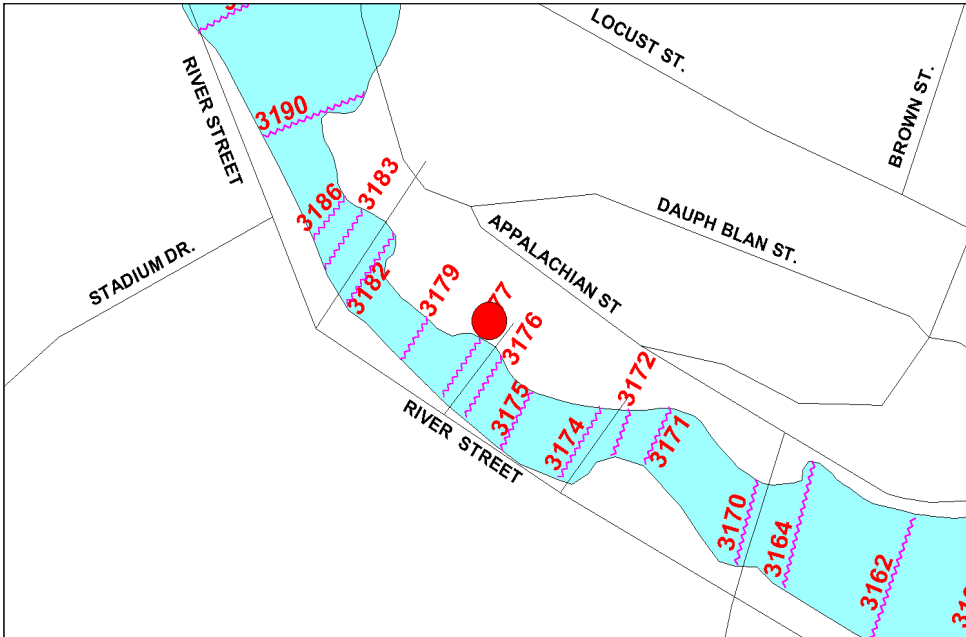 LOCUST ST.
RIVER STREET
BROWN ST.
3190
3183
3186
DAUPH BLAN ST.
APPALACHIAN ST
STADIUM DR.
3182
3179
77
3176
3172
3175
3174
3171
RIVER STREET
3170
3164
3162